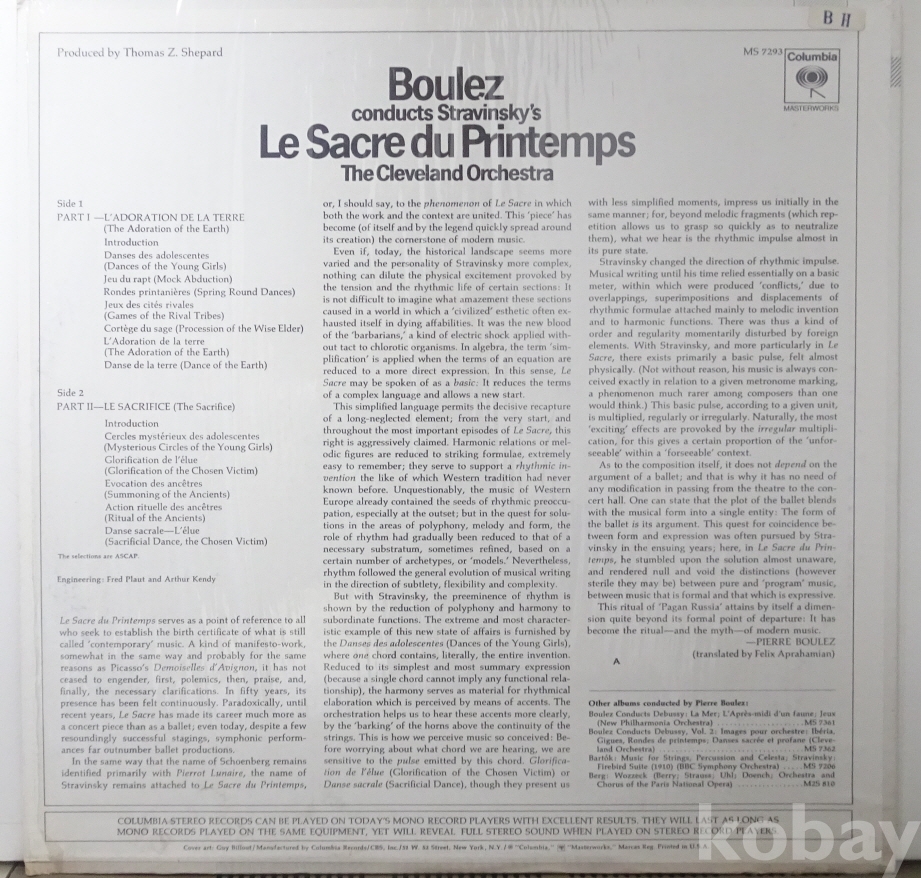 B H
Produced by Thomas Z. Shepard
MS 7293
Columbia
MASTERWORKS
Boulez
conducts Stravinsky's
Le Sacre du Printemps
The Cleveland Orchestra
Side 1
PART I—L'ADORATION DE LA TERRE
(The Adoration of the Earth)
Introduction
Danses des adolescentes
(Dances of the Young Girls)
Jeu du rapt (Mock Abduction)
Rondes printanières (Spring Round Dances)
Jeux des cités rivales
(Games of the Rival Tribes)
Cortège du sage (Procession of the Wise Elder)
L'Adoration de la terre
(The Adoration of the Earth)
Danse de la terre (Dance of the Earth)
Side 2
PART II—LE SACRIFICE (The Sacrifice)
Introduction
Cercles mystérieux des adolescentes
(Mysterious Circles of the Young Girls)
Glorification de l'élue
(Glorification of the Chosen Victim)
Evocation des ancêtres
(Summoning of the Ancients)
Action rituelle des ancêtres
(Ritual of the Ancients)
Danse sacrale—L'élue
(Sacrificial Dance, the Chosen Victim)
The selections are ASCAP.
Engineering: Fred Plaut and Arthur Kendy
Le Sacre du Printemps serves as a point of reference to all
who seek to establish the birth certificate of what is still
called 'contemporary' music. A kind of manifesto-work,
somewhat in the same way and probably for the same
reasons as Picasso's Demoiselles d'Avignon, it has not
ceased to engender, first, polemics, then, praise, and,
finally, the necessary clarifications. In fifty years, its
presence has been felt continuously. Paradoxically, until
recent years, Le Sacre has made its career much more as
a concert piece than as a ballet; even today, despite a few
resoundingly successful stagings, symphonic perform-
ances far outnumber ballet productions.
In the same way that the name of Schoenberg remains
identified primarily with Pierrot Lunaire, the name of
Stravinsky remains attached to Le Sacre du Printemps,
or, I should say, to the phenomenon of Le Sacre in which
both the work and the context are united. This 'piece' has
become (of itself and by the legend quickly spread around
its creation) the cornerstone of modern music.
Even if, today, the historical landscape seems more
varied and the personality of Stravinsky more complex,
nothing can dilute the physical excitement provoked by
the tension and the rhythmic life of certain sections: It
is not difficult to imagine what amazement these sections
caused in a world in which a 'civilized' esthetic often ex-
hausted itself in dying affabilities. It was the new blood
of the 'barbarians,' a kind of electric shock applied with-
out tact to chlorotic organisms. In algebra, the term 'sim-
plification' is applied when the terms of an equation are
reduced to a more direct expression. In this sense, Le
Sacre may be spoken of as a basic: It reduces the terms
of a complex language and allows a new start.
This simplified language permits the decisive recapture
of a long-neglected element; from the very start, and
throughout the most important episodes of Le Sacre, this
right is aggressively claimed. Harmonic relations or mel-
odic figures are reduced to striking formulae, extremely
easy to remember; they serve to support a rhythmic in-
vention the like of which Western tradition had never
known before. Unquestionably, the music of Western
Europe already contained the seeds of rhythmic preoccu-
pation, especially at the outset; but in the quest for solu-
tions in the areas of polyphony, melody and form, the
role of rhythm had gradually been reduced to that of a
necessary substratum, sometimes refined, based on a
certain number of archetypes, or 'models.' Nevertheless,
rhythm followed the general evolution of musical writing
in the direction of subtlety, flexibility and complexity.
But with Stravinsky, the preeminence of rhythm is
shown by the reduction of polyphony and harmony to
subordinate functions. The extreme and most character-
istic example of this new state of affairs is furnished by
the Danses des adolescentes (Dances of the Young Girls),
where one chord contains, literally, the entire invention.
Reduced to its simplest and most summary expression
(because a single chord cannot imply any functional rela-
tionship), the harmony serves as material for rhythmical
elaboration which is perceived by means of accents. The
orchestration helps us to hear these accents more clearly,
by the 'barking' of the horns above the continuity of the
strings. This is how we perceive music so conceived: Be-
fore worrying about what chord we are hearing, we are
sensitive to the pulse emitted by this chord. Glorifica-
tion de l'élue (Glorification of the Chosen Victim) or
Danse sacrale (Sacrificial Dance), though they present us
with less simplified moments, impress us initially in the
same manner; for, beyond melodic fragments (which rep-
etition allows us to grasp so quickly as to neutralize
them), what we hear is the rhythmic impulse almost in
its pure state.
Stravinsky changed the direction of rhythmic impulse.
Musical writing until his time relied essentially on a basic
meter, within which were produced 'conflicts,' due to
overlappings, superimpositions and displacements of
rhythmic formulae attached mainly to melodic invention
and to harmonic functions. There was thus a kind of
order and regularity momentarily disturbed by foreign
elements. With Stravinsky, and more particularly in Le
Sacre, there exists primarily a basic pulse, felt almost
physically. (Not without reason, his music is always con-
ceived exactly in relation to a given metronome marking,
a phenomenon much rarer among composers than one
would think.) This basic pulse, according to a given unit,
is multiplied, regularly or irregularly. Naturally, the most
'exciting' effects are provoked by the irregular multipli-
cation, for this gives a certain proportion of the 'unfor-
seeable' within a 'forseeable' context.
As to the composition itself, it does not depend on the
argument of a ballet; and that is why it has no need of
any modification in passing from the theatre to the con-
cert hall. One can state that the plot of the ballet blends
with the musical form into a single entity: The form of
the ballet is its argument. This quest for coincidence be-
tween form and expression was often pursued by Stra-
vinsky in the ensuing years; here, in Le Sacre du Prin-
temps, he stumbled upon the solution almost unaware,
and rendered null and void the distinctions (however
sterile they may be) between pure and 'program' music,
between music that is formal and that which is expressive.
This ritual of 'Pagan Russia' attains by itself a dimen-
sion quite beyond its formal point of departure: It has
become the ritual—and the myth—of modern music.
—PIERRE BOULEZ
(translated by Felix Aprahamian)
A
Other albums conducted by Pierre Boulez:
Boulez Conducts Debussy: La Mer; L'Après-midi d'un faune; Jeux
(New Philharmonia Orchestra) ..... MS 7361
Boulez Conducts Debussy, Vol. 2: Images pour orchestre: Ibéria,
Gigues, Rondes de printemps; Danses sacrée et profane (Cleve-
land Orchestra) ..... MS 7362
Bartók: Music for Strings, Percussion and Celesta; Stravinsky:
Firebird Suite (1910) (BBC Symphony Orchestra) ..... MS 7206
Berg: Wozzeck (Berry; Strauss; Uhl; Doench; Orchestra and
Chorus of the Paris National Opera) ..... M2S 810
COLUMBIA STEREO RECORDS CAN BE PLAYED ON TODAY'S MONO RECORD PLAYERS WITH EXCELLENT RESULTS. THEY WILL LAST AS LONG AS
MONO RECORDS PLAYED ON THE SAME EQUIPMENT, YET WILL REVEAL FULL STEREO SOUND WHEN PLAYED ON STEREO RECORD PLAYERS.
Cover art: Guy Billout/Manufactured by Columbia Records/CBS, Inc./51 W. 52 Street, New York, N.Y./® "Columbia," "Masterworks," Marcas Reg. Printed in U.S.A.
kobay